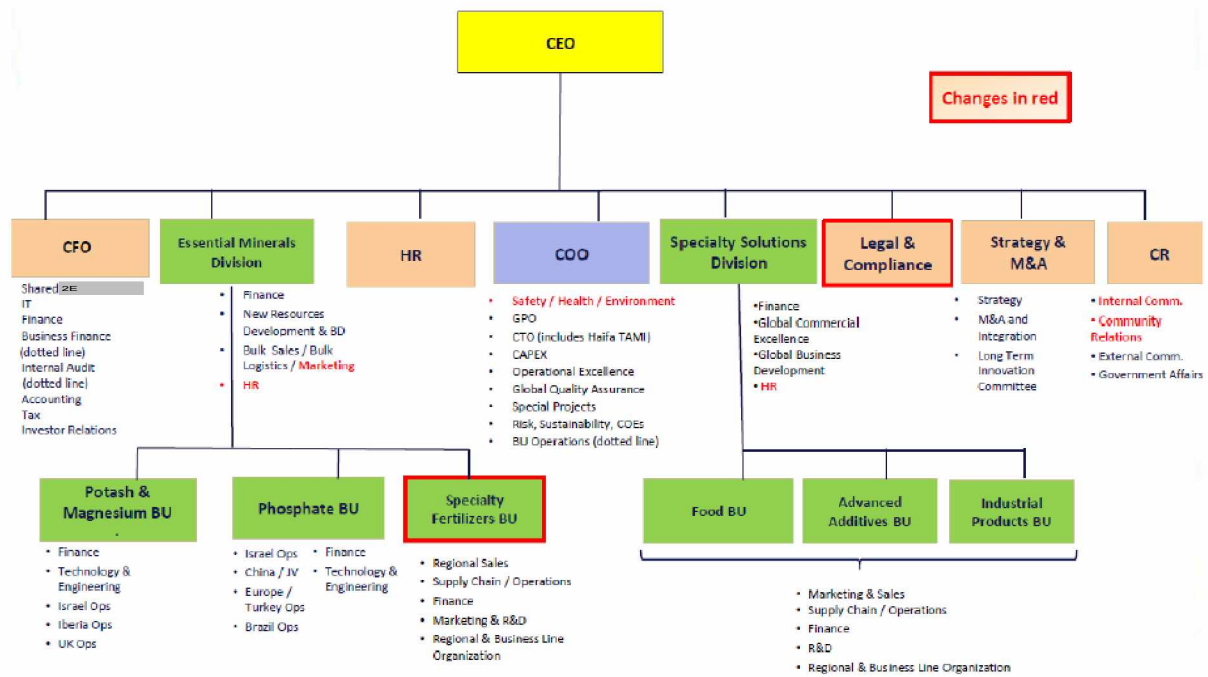 CEO
Changes in red
CFO
Shared 2E
IT
Finance
Business Finance
(dotted line)
Internal Audit
(dotted line)
Accounting
Tax
Investor Relations
Essential Minerals
Division
• Finance
• New Resources
Development & BD
• Bulk Sales / Bulk
Logistics / Marketing
• HR
HR
COO
• Safety / Health / Environment
• GPO
• CTO (includes Haifa TAMI)
• CAPEX
• Operational Excellence
• Global Quality Assurance
• Special Projects
• Risk, Sustainability, COEs
• BU Operations (dotted line)
Specialty Solutions
Division
•Finance
•Global Commercial
Excellence
•Global Business
Development
•HR
Legal &
Compliance
Strategy &
M&A
• Strategy
• M&A and
Integration
• Long Term
Innovation
Committee
CR
• Internal Comm.
• Community
Relations
• External Comm.
• Government Affairs
Potash &
Magnesium BU
.
• Finance
• Technology &
Engineering
• Israel Ops
• Iberia Ops
• UK Ops
Phosphate BU
• Israel Ops
• China / JV
• Europe /
Turkey Ops
• Brazil Ops
• Finance
• Technology &
Engineering
Specialty
Fertilizers BU
• Regional Sales
• Supply Chain / Operations
• Finance
• Marketing & R&D
• Regional & Business Line
Organization
Food BU
Advanced
Additives BU
Industrial
Products BU
• Marketing & Sales
• Supply Chain / Operations
• Finance
• R&D
• Regional & Business Line Organization